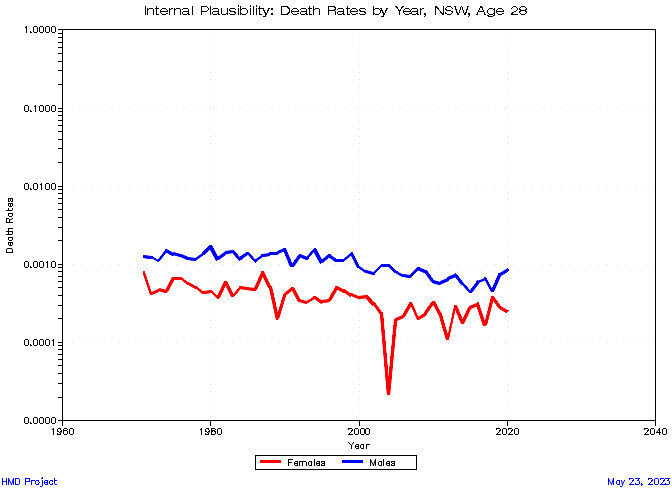 Internal Plausibility: Death Rates by Year, NSW, Age 28
1.0000
0.1000
0.0100
0.0010
0.0001
0.0000
Death Rates
1960 1980 2000 2020 2040
Year
Females Males
HMD Project May 23, 2023